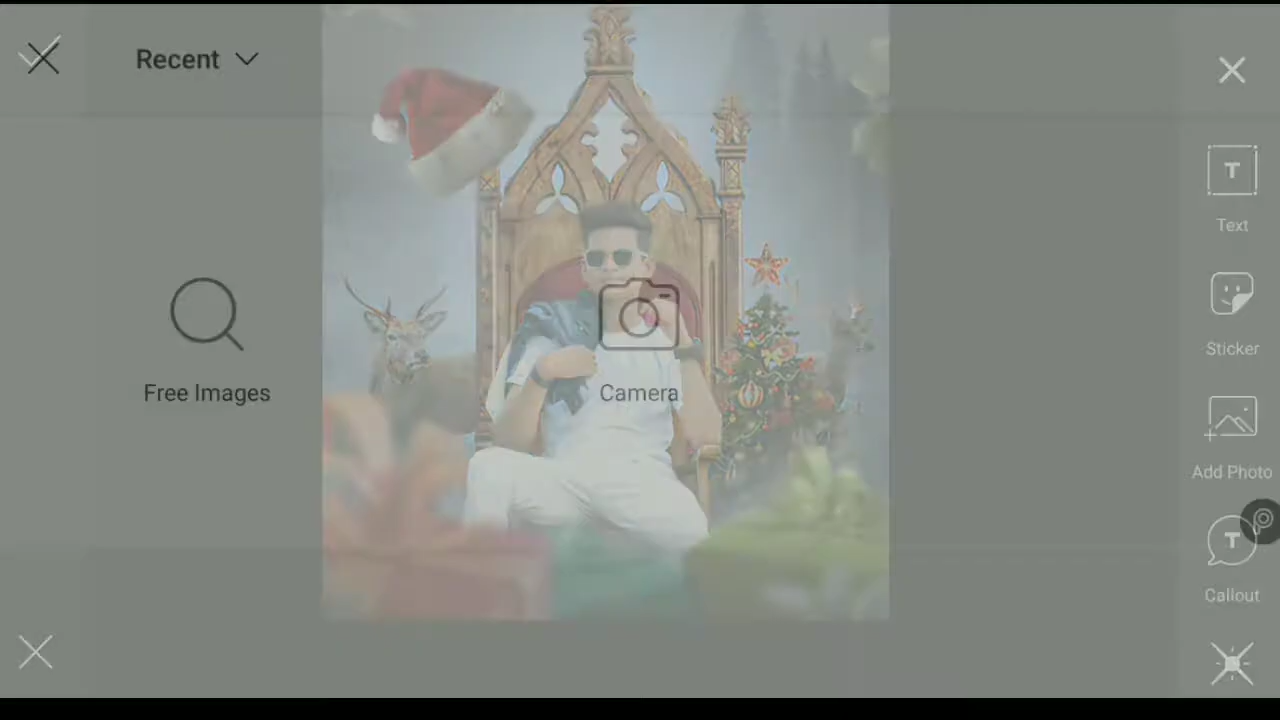 Recent
T
Text
Sticker
Free Images
Camera
Add Photo
T
Callout